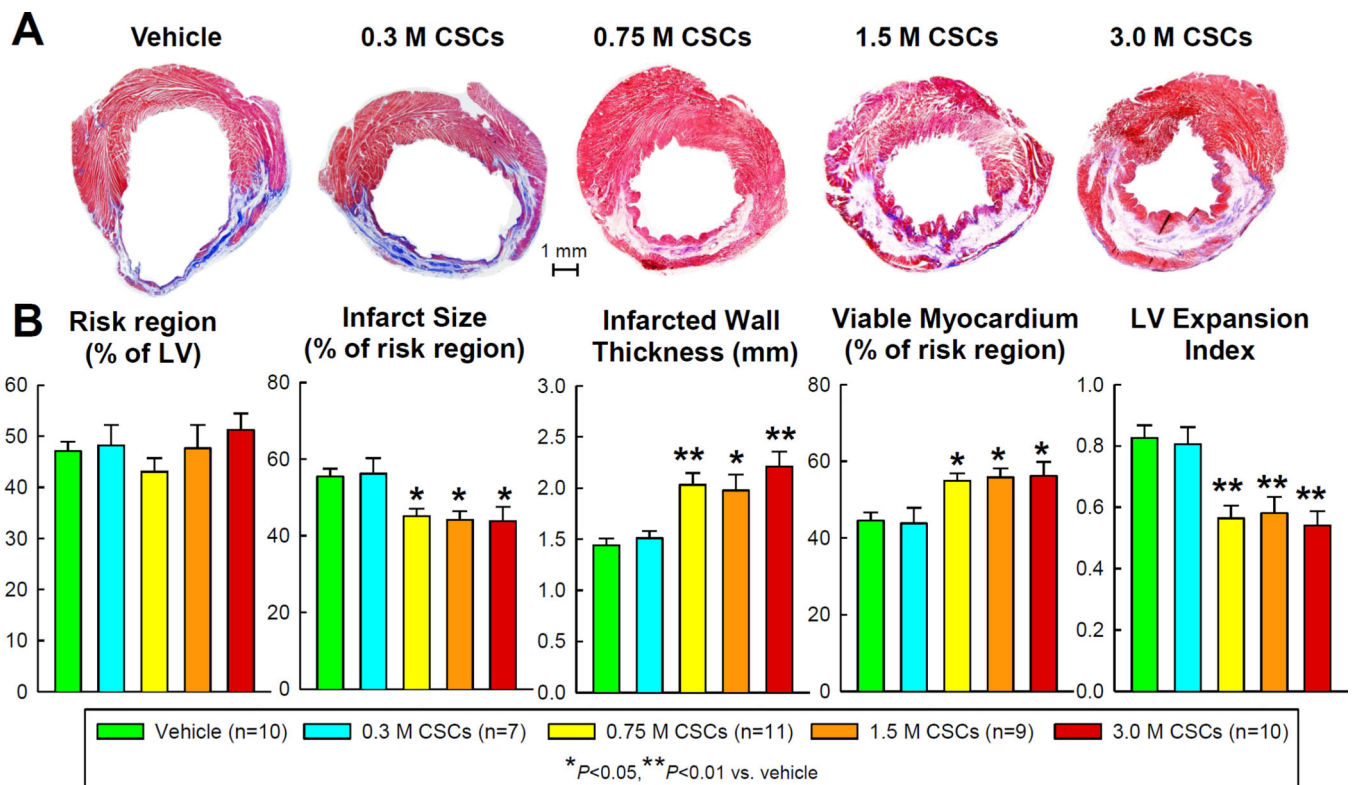 A
Vehicle
0.3 M CSCs
0.75 M CSCs
1.5 M CSCs
3.0 M CSCs
1 mm
B
Risk region
(% of LV)
60
50
40
30
20
10
0
Infarct Size
(% of risk region)
80
60
40
20
0
* * *
Infarcted Wall
Thickness (mm)
3.0
2.5
2.0
1.5
1.0
0.5
0.0
** * **
Viable Myocardium
(% of risk region)
80
60
40
20
0
* * *
LV Expansion
Index
1.0
0.8
0.6
0.4
0.2
0.0
** ** **
Vehicle (n=10) 0.3 M CSCs (n=7) 0.75 M CSCs (n=11) 1.5 M CSCs (n=9) 3.0 M CSCs (n=10)
*P<0.05,**P<0.01 vs. vehicle